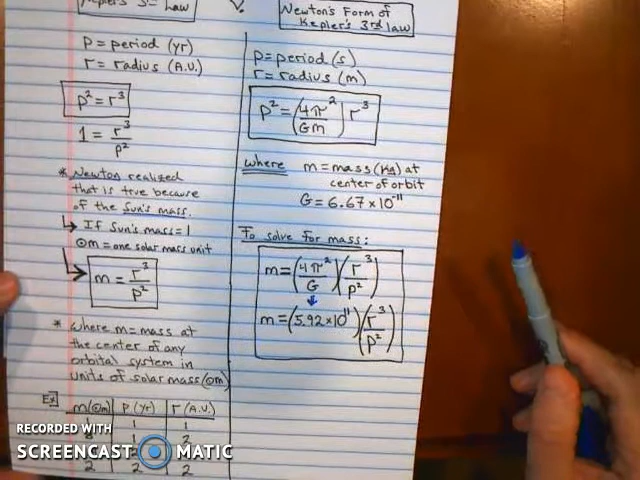 Kepler's 3rd Law
v.
Newton's Form of
Kepler's 3rd Law
P = period (yr)
r = radius (A.U.)
P² = r³
1 = r³/P²
* Newton realized
that is true because
of the Sun's mass.
↳ If Sun's mass = 1
⊙m = one solar mass unit
m = r³/P²
* where m = mass at
the center of any
orbital system in
units of solar mass (⊙m)
Ex
m(⊙m) | P (yr) | r (A.U.)
1 | 1 | 1
8 | 1 | 2
2 | 2 | 2
P = period (s)
r = radius (m)
P² = (4π²/Gm) r³
where m = mass (kg) at
center of orbit
G = 6.67 x 10⁻¹¹
To solve for mass:
m = (4π²/G)(r³/P²)
m = (5.92 x 10¹¹)(r³/P²)
RECORDED WITH
SCREENCAST MATIC